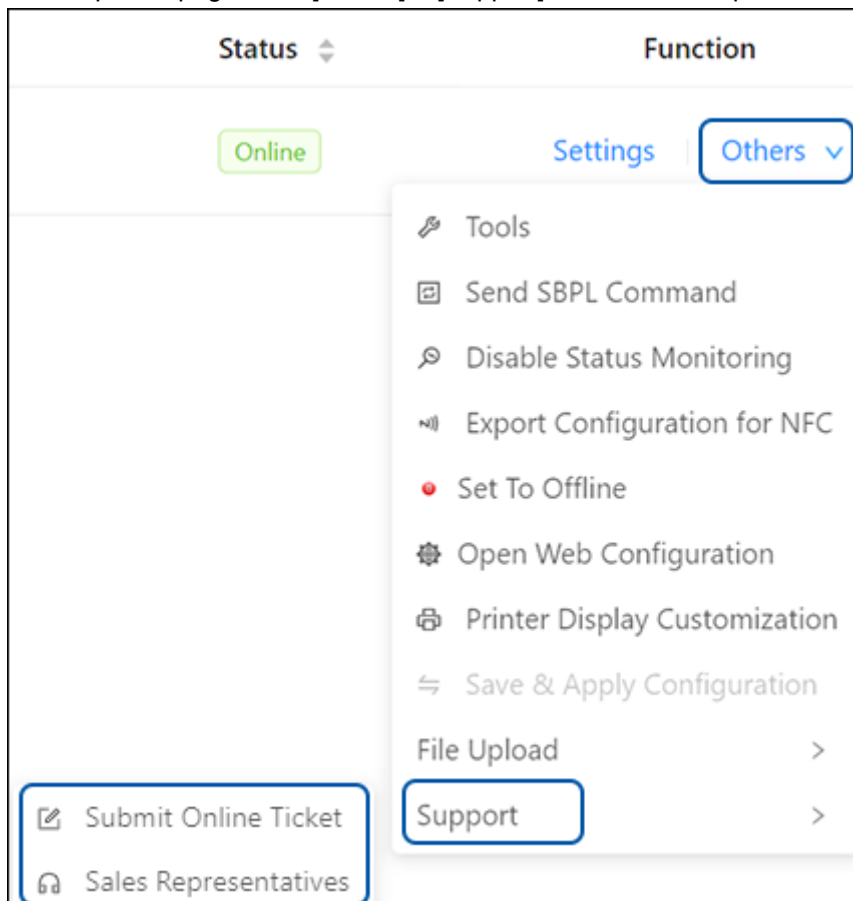 Status
Function
Online
Settings
Others
Tools
Send SBPL Command
Disable Status Monitoring
Export Configuration for NFC
Set To Offline
Open Web Configuration
Printer Display Customization
Save & Apply Configuration
File Upload
Support
Submit Online Ticket
Sales Representatives